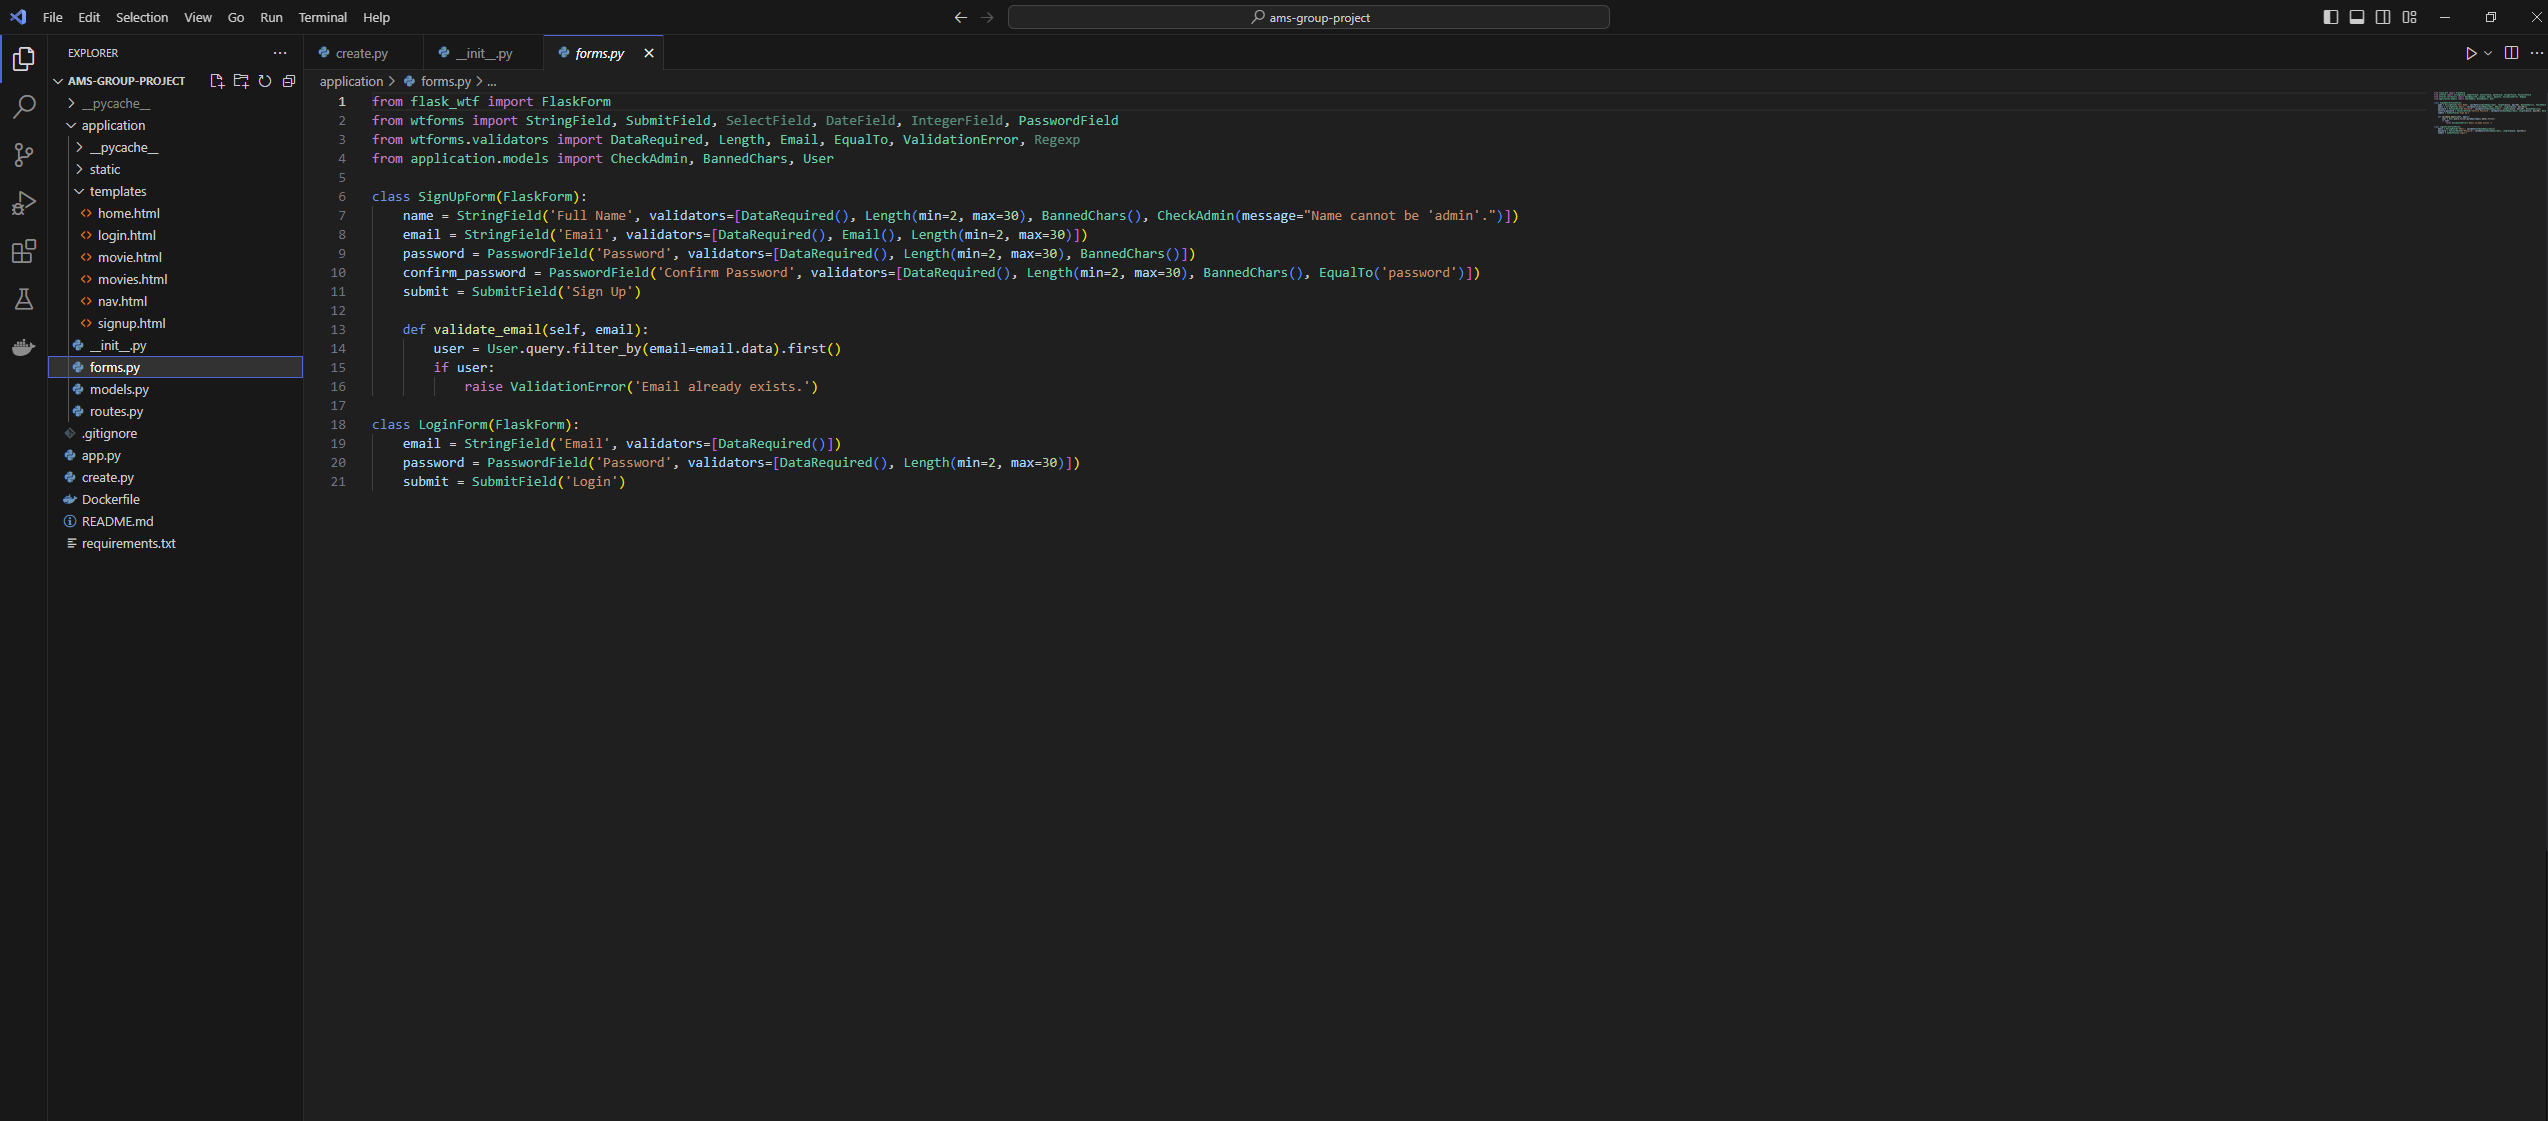 File Edit Selection View Go Run Terminal Help
ams-group-project
EXPLORER
AMS-GROUP-PROJECT
__pycache__
application
__pycache__
static
templates
home.html
login.html
movie.html
movies.html
nav.html
signup.html
__init__.py
forms.py
models.py
routes.py
.gitignore
app.py
create.py
Dockerfile
README.md
requirements.txt
create.py __init__.py forms.py
application > forms.py > ...
1 from flask_wtf import FlaskForm
2 from wtforms import StringField, SubmitField, SelectField, DateField, IntegerField, PasswordField
3 from wtforms.validators import DataRequired, Length, Email, EqualTo, ValidationError, Regexp
4 from application.models import CheckAdmin, BannedChars, User
5
6 class SignUpForm(FlaskForm):
7     name = StringField('Full Name', validators=[DataRequired(), Length(min=2, max=30), BannedChars(), CheckAdmin(message="Name cannot be 'admin'.")])
8     email = StringField('Email', validators=[DataRequired(), Email(), Length(min=2, max=30)])
9     password = PasswordField('Password', validators=[DataRequired(), Length(min=2, max=30), BannedChars()])
10     confirm_password = PasswordField('Confirm Password', validators=[DataRequired(), Length(min=2, max=30), BannedChars(), EqualTo('password')])
11     submit = SubmitField('Sign Up')
12
13     def validate_email(self, email):
14         user = User.query.filter_by(email=email.data).first()
15         if user:
16             raise ValidationError('Email already exists.')
17
18 class LoginForm(FlaskForm):
19     email = StringField('Email', validators=[DataRequired()])
20     password = PasswordField('Password', validators=[DataRequired(), Length(min=2, max=30)])
21     submit = SubmitField('Login')